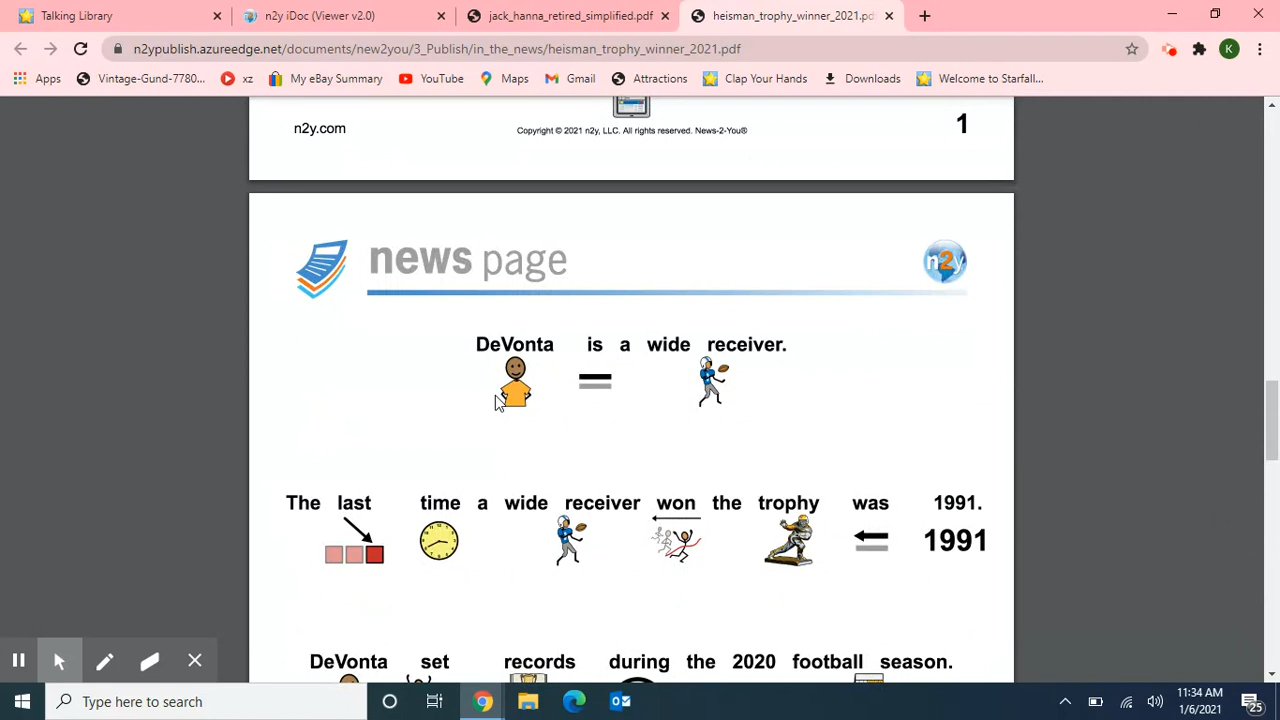 Talking Library
n2y iDoc (Viewer v2.0)
jack_hanna_retired_simplified.pdf
heisman_trophy_winner_2021.pdf
n2ypublish.azureedge.net/documents/new2you/3_Publish/in_the_news/heisman_trophy_winner_2021.pdf
K
Apps
Vintage-Gund-7780...
xz
My eBay Summary
YouTube
Maps
Gmail
Attractions
Clap Your Hands
Downloads
Welcome to Starfall...
n2y.com
Copyright © 2021 n2y, LLC. All rights reserved. News-2-You®
1
news page
n2y
DeVonta is a wide receiver.
The last time a wide receiver won the trophy was 1991.
1991
DeVonta set records during the 2020 football season.
Type here to search
11:34 AM
1/6/2021
25